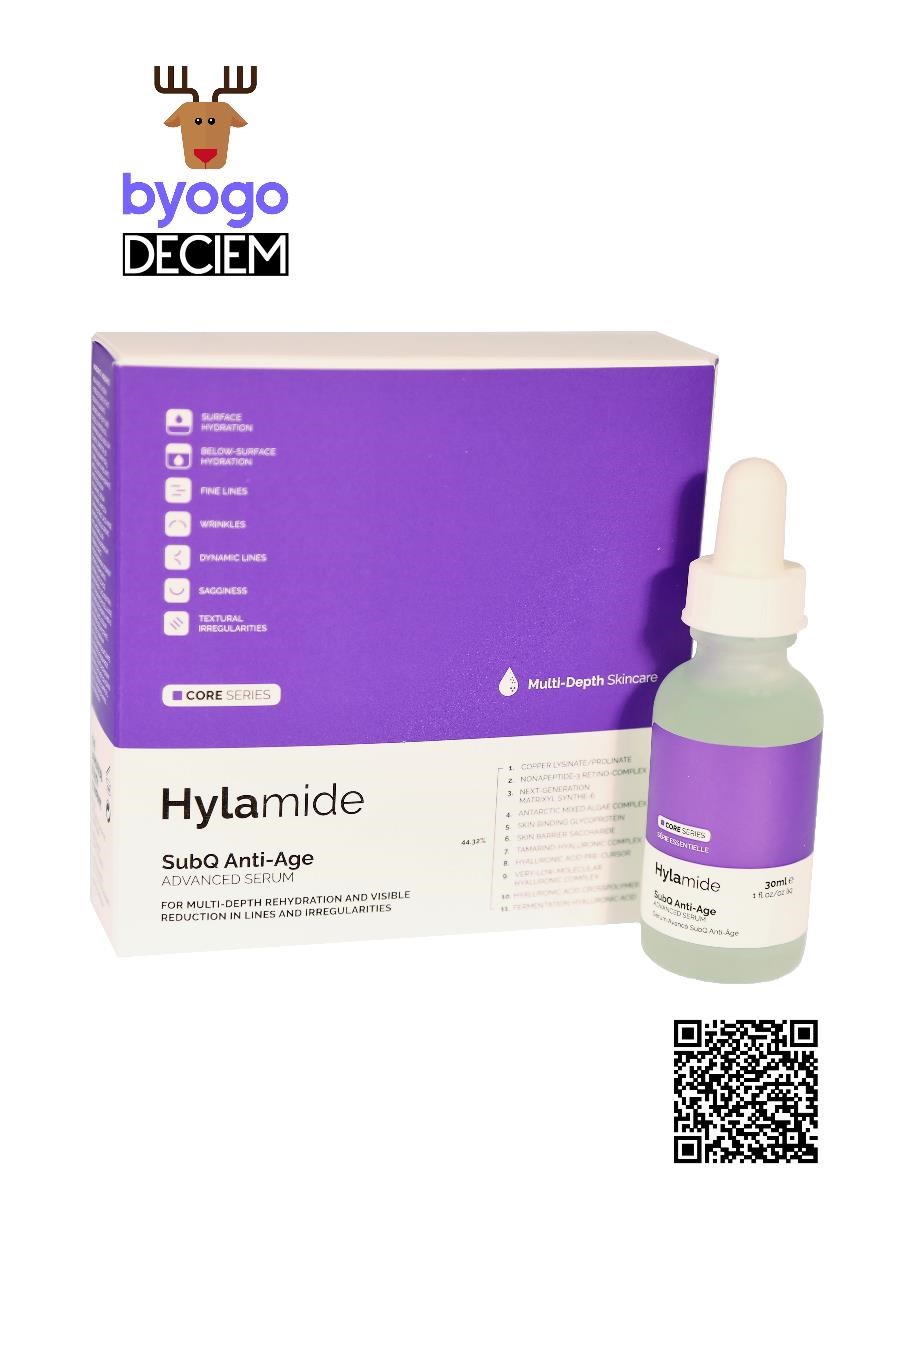 byogo
DECIEM
SURFACE
HYDRATION
BELOW-SURFACE
HYDRATION
FINE LINES
WRINKLES
DYNAMIC LINES
SAGGINESS
TEXTURAL
IRREGULARITIES
CORE SERIES
Multi-Depth Skincare
Hylamide
SubQ Anti-Age
ADVANCED SERUM
FOR MULTI-DEPTH REHYDRATION AND VISIBLE
REDUCTION IN LINES AND IRREGULARITIES
44.32%
1. COPPER LYSINATE/PROLINATE
2. NONAPEPTIDE-3 RETINO-COMPLEX
3. NEXT-GENERATION
MATRIXYL SYNTHE-6
4. ANTARCTIC MIXED ALGAE COMPLEX
5. SKIN BINDING GLYCOPROTEIN
6. SKIN BARRIER SACCHARIDE
7. TAMARIND-HYALURONIC COMPLEX
8. HYALURONIC ACID PRE-CURSOR
9. VERY-LOW-MOLECULAR
HYALURONIC COMPLEX
10. HYALURONIC ACID CROSSPOLYMER
11. FERMENTATION HYALURONIC ACID
CORE SERIES
SÉRIE ESSENTIELLE
Hylamide
30ml e
1 fl oz/oz liq
SubQ Anti-Age
ADVANCED SERUM
Sérum Avancé SubQ Anti-Âge